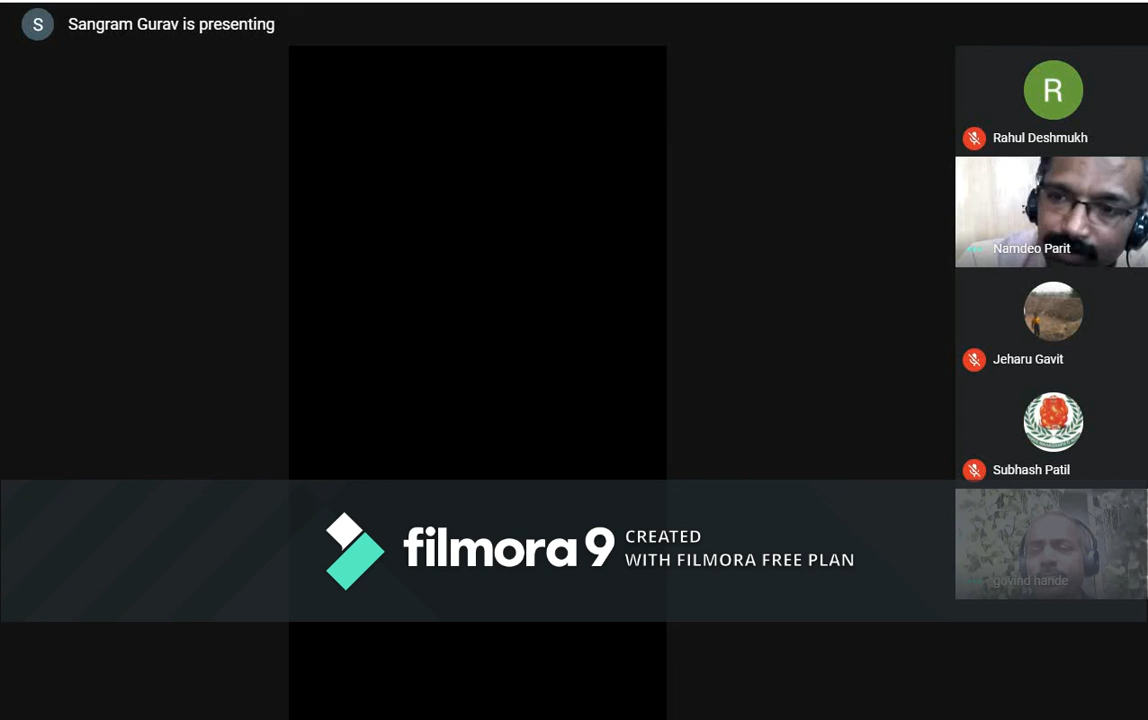 S
Sangram Gurav is presenting
R
Rahul Deshmukh
Namdeo Parit
Jeharu Gavit
Subhash Patil
filmora 9
CREATED
WITH FILMORA FREE PLAN
govind hande